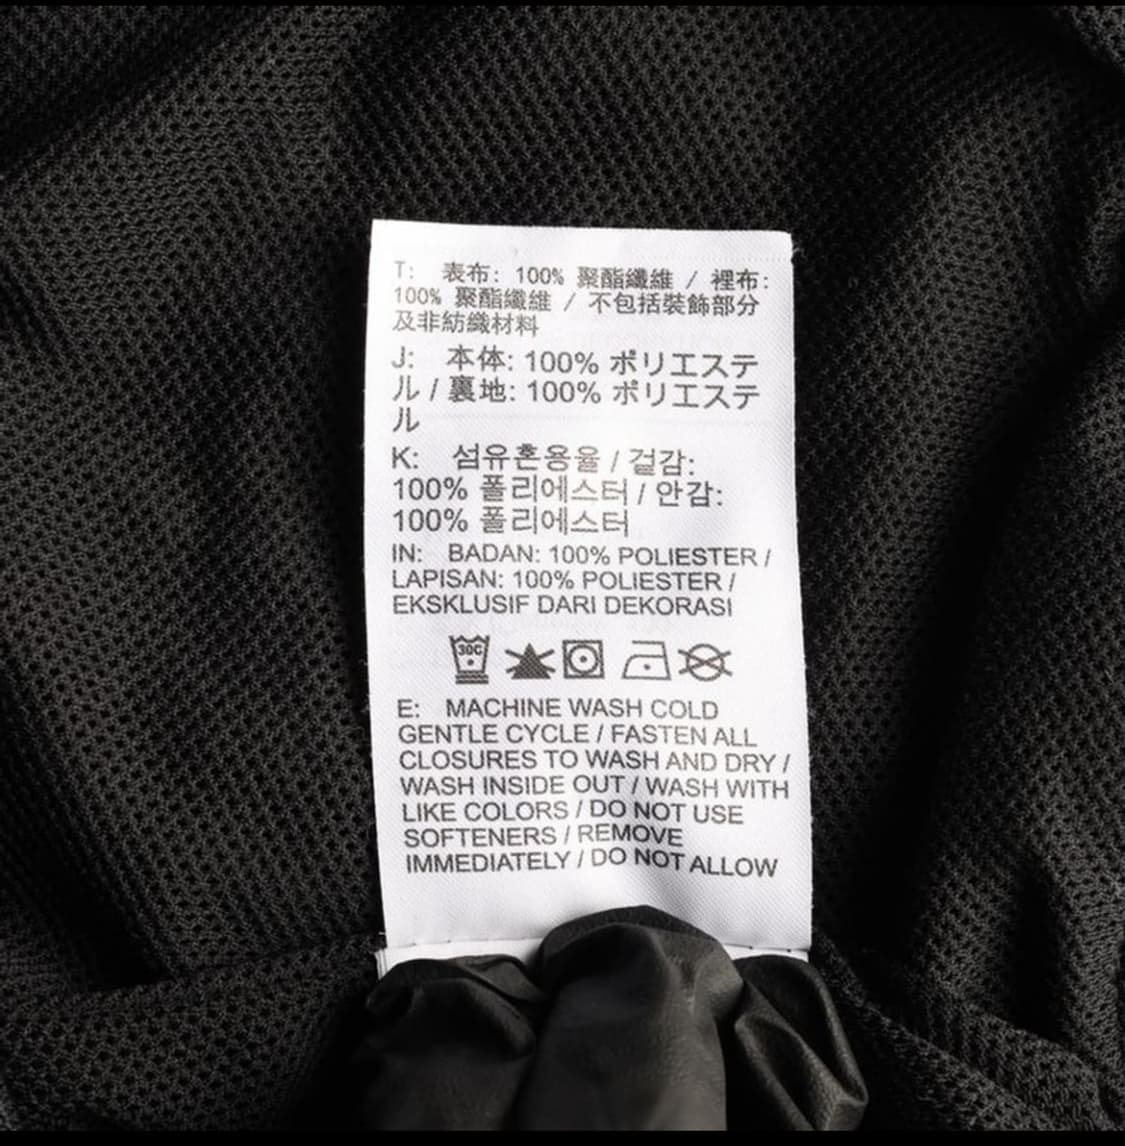 T: 表布: 100% 聚酯纖維 / 裡布:
100% 聚酯纖維 / 不包括裝飾部分
及非紡織材料
J: 本体: 100% ポリエステ
ル / 裏地: 100% ポリエステ
ル
K: 섬유혼용율 / 겉감:
100% 폴리에스터 / 안감:
100% 폴리에스터
IN: BADAN: 100% POLIESTER /
LAPISAN: 100% POLIESTER /
EKSKLUSIF DARI DEKORASI
30C
E: MACHINE WASH COLD
GENTLE CYCLE / FASTEN ALL
CLOSURES TO WASH AND DRY /
WASH INSIDE OUT / WASH WITH
LIKE COLORS / DO NOT USE
SOFTENERS / REMOVE
IMMEDIATELY / DO NOT ALLOW